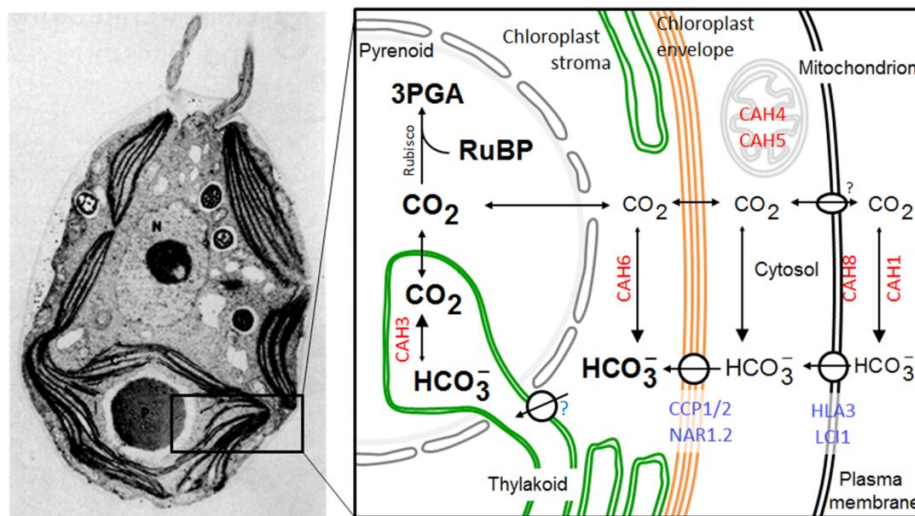 N
P
Pyrenoid
Chloroplast
stroma
Chloroplast
envelope
Mitochondrion
3PGA
Rubisco
RuBP
CAH4
CAH5
CO2
CO2
CO2
?
CO2
CO2
CAH3
HCO3−
CAH6
Cytosol
CAH8
CAH1
HCO3−
HCO3−
HCO3−
?
CCP1/2
NAR1.2
HLA3
LCI1
Thylakoid
Plasma
membrane